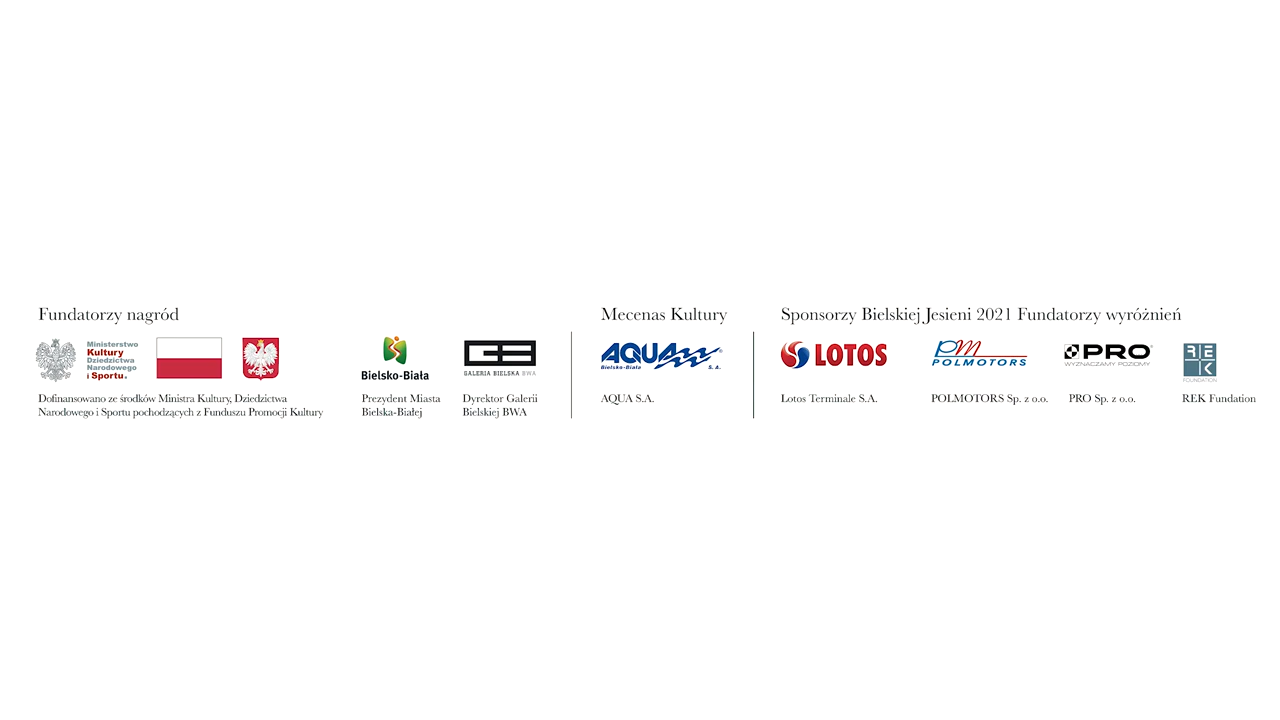 Fundatorzy nagród
Ministerstwo
Kultury
Dziedzictwa
Narodowego
i Sportu.
Dofinansowano ze środków Ministra Kultury, Dziedzictwa
Narodowego i Sportu pochodzących z Funduszu Promocji Kultury
Bielsko-Biała
Prezydent Miasta
Bielska-Białej
GALERIA BIELSKA BWA
Dyrektor Galerii
Bielskiej BWA
Mecenas Kultury
AQUA ®
Bielsko-Biała S. A.
AQUA S.A.
Sponsorzy Bielskiej Jesieni 2021 Fundatorzy wyróżnień
LOTOS
Lotos Terminale S.A.
PM
POLMOTORS
POLMOTORS Sp. z o.o.
PRO®
WYZNACZAMY POZIOMY
PRO Sp. z o.o.
REK
FOUNDATION
REK Fundation